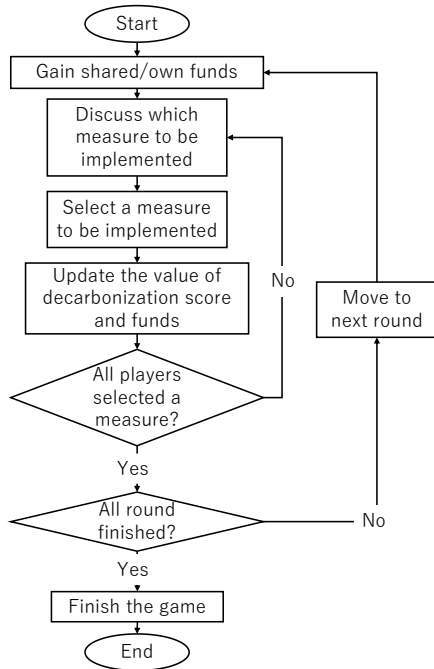 Start
Gain shared/own funds
Discuss which
measure to be
implemented
Select a measure
to be implemented
Update the value of
decarbonization score
and funds
No
Move to
next round
All players
selected a
measure?
Yes
All round
finished?
No
Yes
Finish the game
End